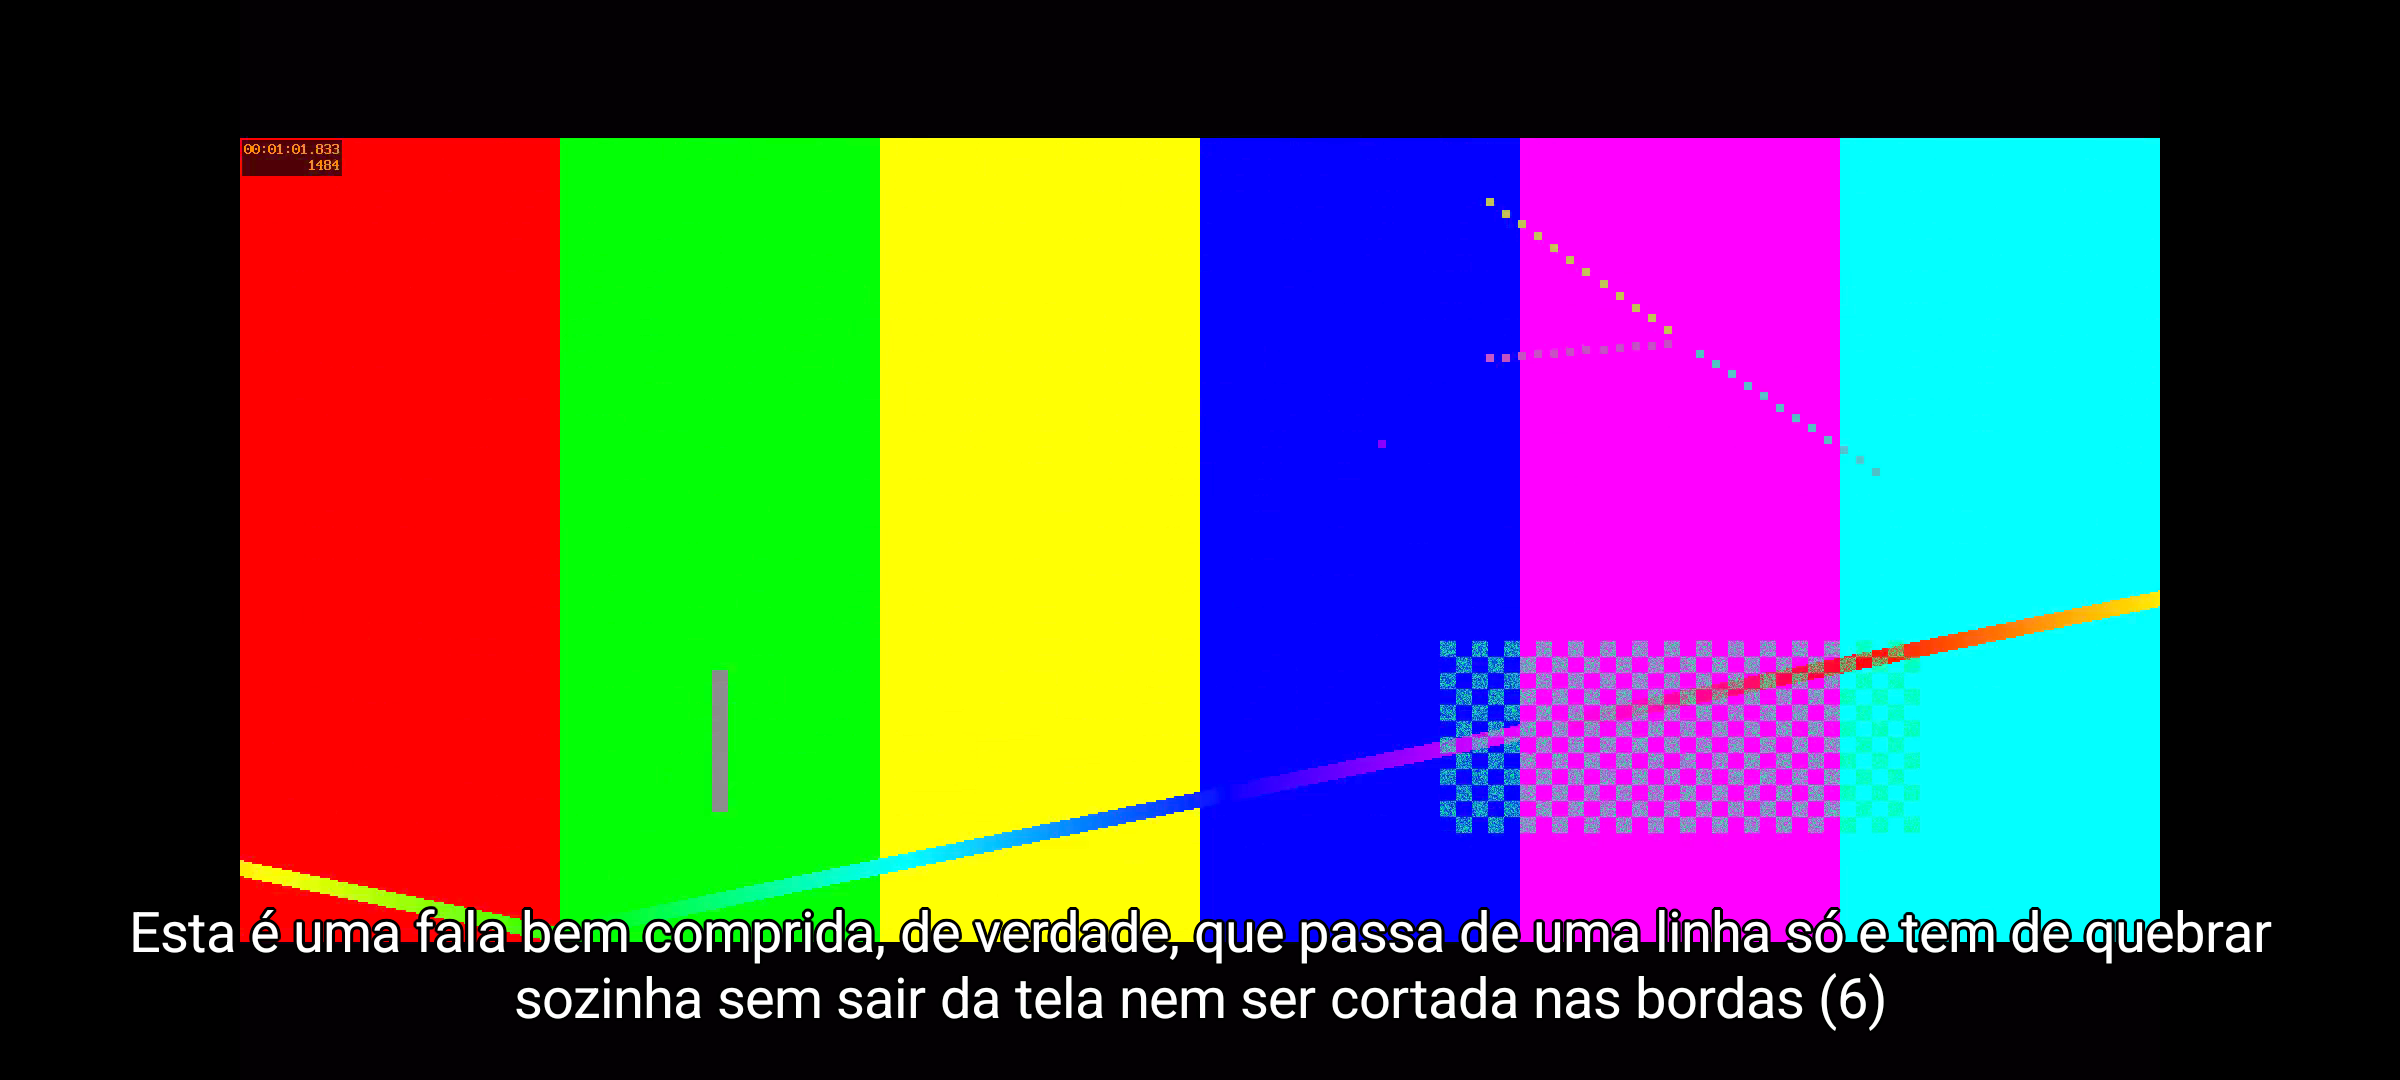 00:01:01.833
1484
Esta é uma fala bem comprida, de verdade, que passa de uma linha só e tem de quebrar
sozinha sem sair da tela nem ser cortada nas bordas (6)